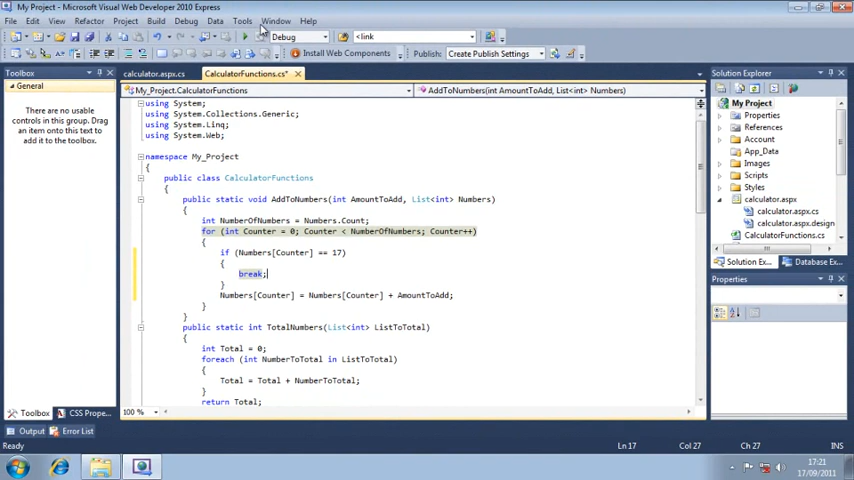 My Project - Microsoft Visual Web Developer 2010 Express
File Edit View Refactor Project Build Debug Data Tools Window Help
Debug <link
Install Web Components Publish: Create Publish Settings
Toolbox
General
There are no usable
controls in this group. Drag
an item onto this text to
add it to the toolbox.
Toolbox CSS Prope...
calculator.aspx.cs CalculatorFunctions.cs*
My_Project.CalculatorFunctions AddToNumbers(int AmountToAdd, List<int> Numbers)
using System;
using System.Collections.Generic;
using System.Linq;
using System.Web;
namespace My_Project
{
public class CalculatorFunctions
{
public static void AddToNumbers(int AmountToAdd, List<int> Numbers)
{
int NumberOfNumbers = Numbers.Count;
for (int Counter = 0; Counter < NumberOfNumbers; Counter++)
{
if (Numbers[Counter] == 17)
{
break;
}
Numbers[Counter] = Numbers[Counter] + AmountToAdd;
}
}
public static int TotalNumbers(List<int> ListToTotal)
{
int Total = 0;
foreach (int NumberToTotal in ListToTotal)
{
Total = Total + NumberToTotal;
}
return Total;
100 %
Solution Explorer
My Project
Properties
References
Account
App_Data
Images
Scripts
Styles
calculator.aspx
calculator.aspx.cs
calculator.aspx.design
CalculatorFunctions.cs
Solution Ex... Database Ex...
Properties
Output Error List
Ready Ln 17 Col 27 Ch 27 INS
17:21
17/09/2011